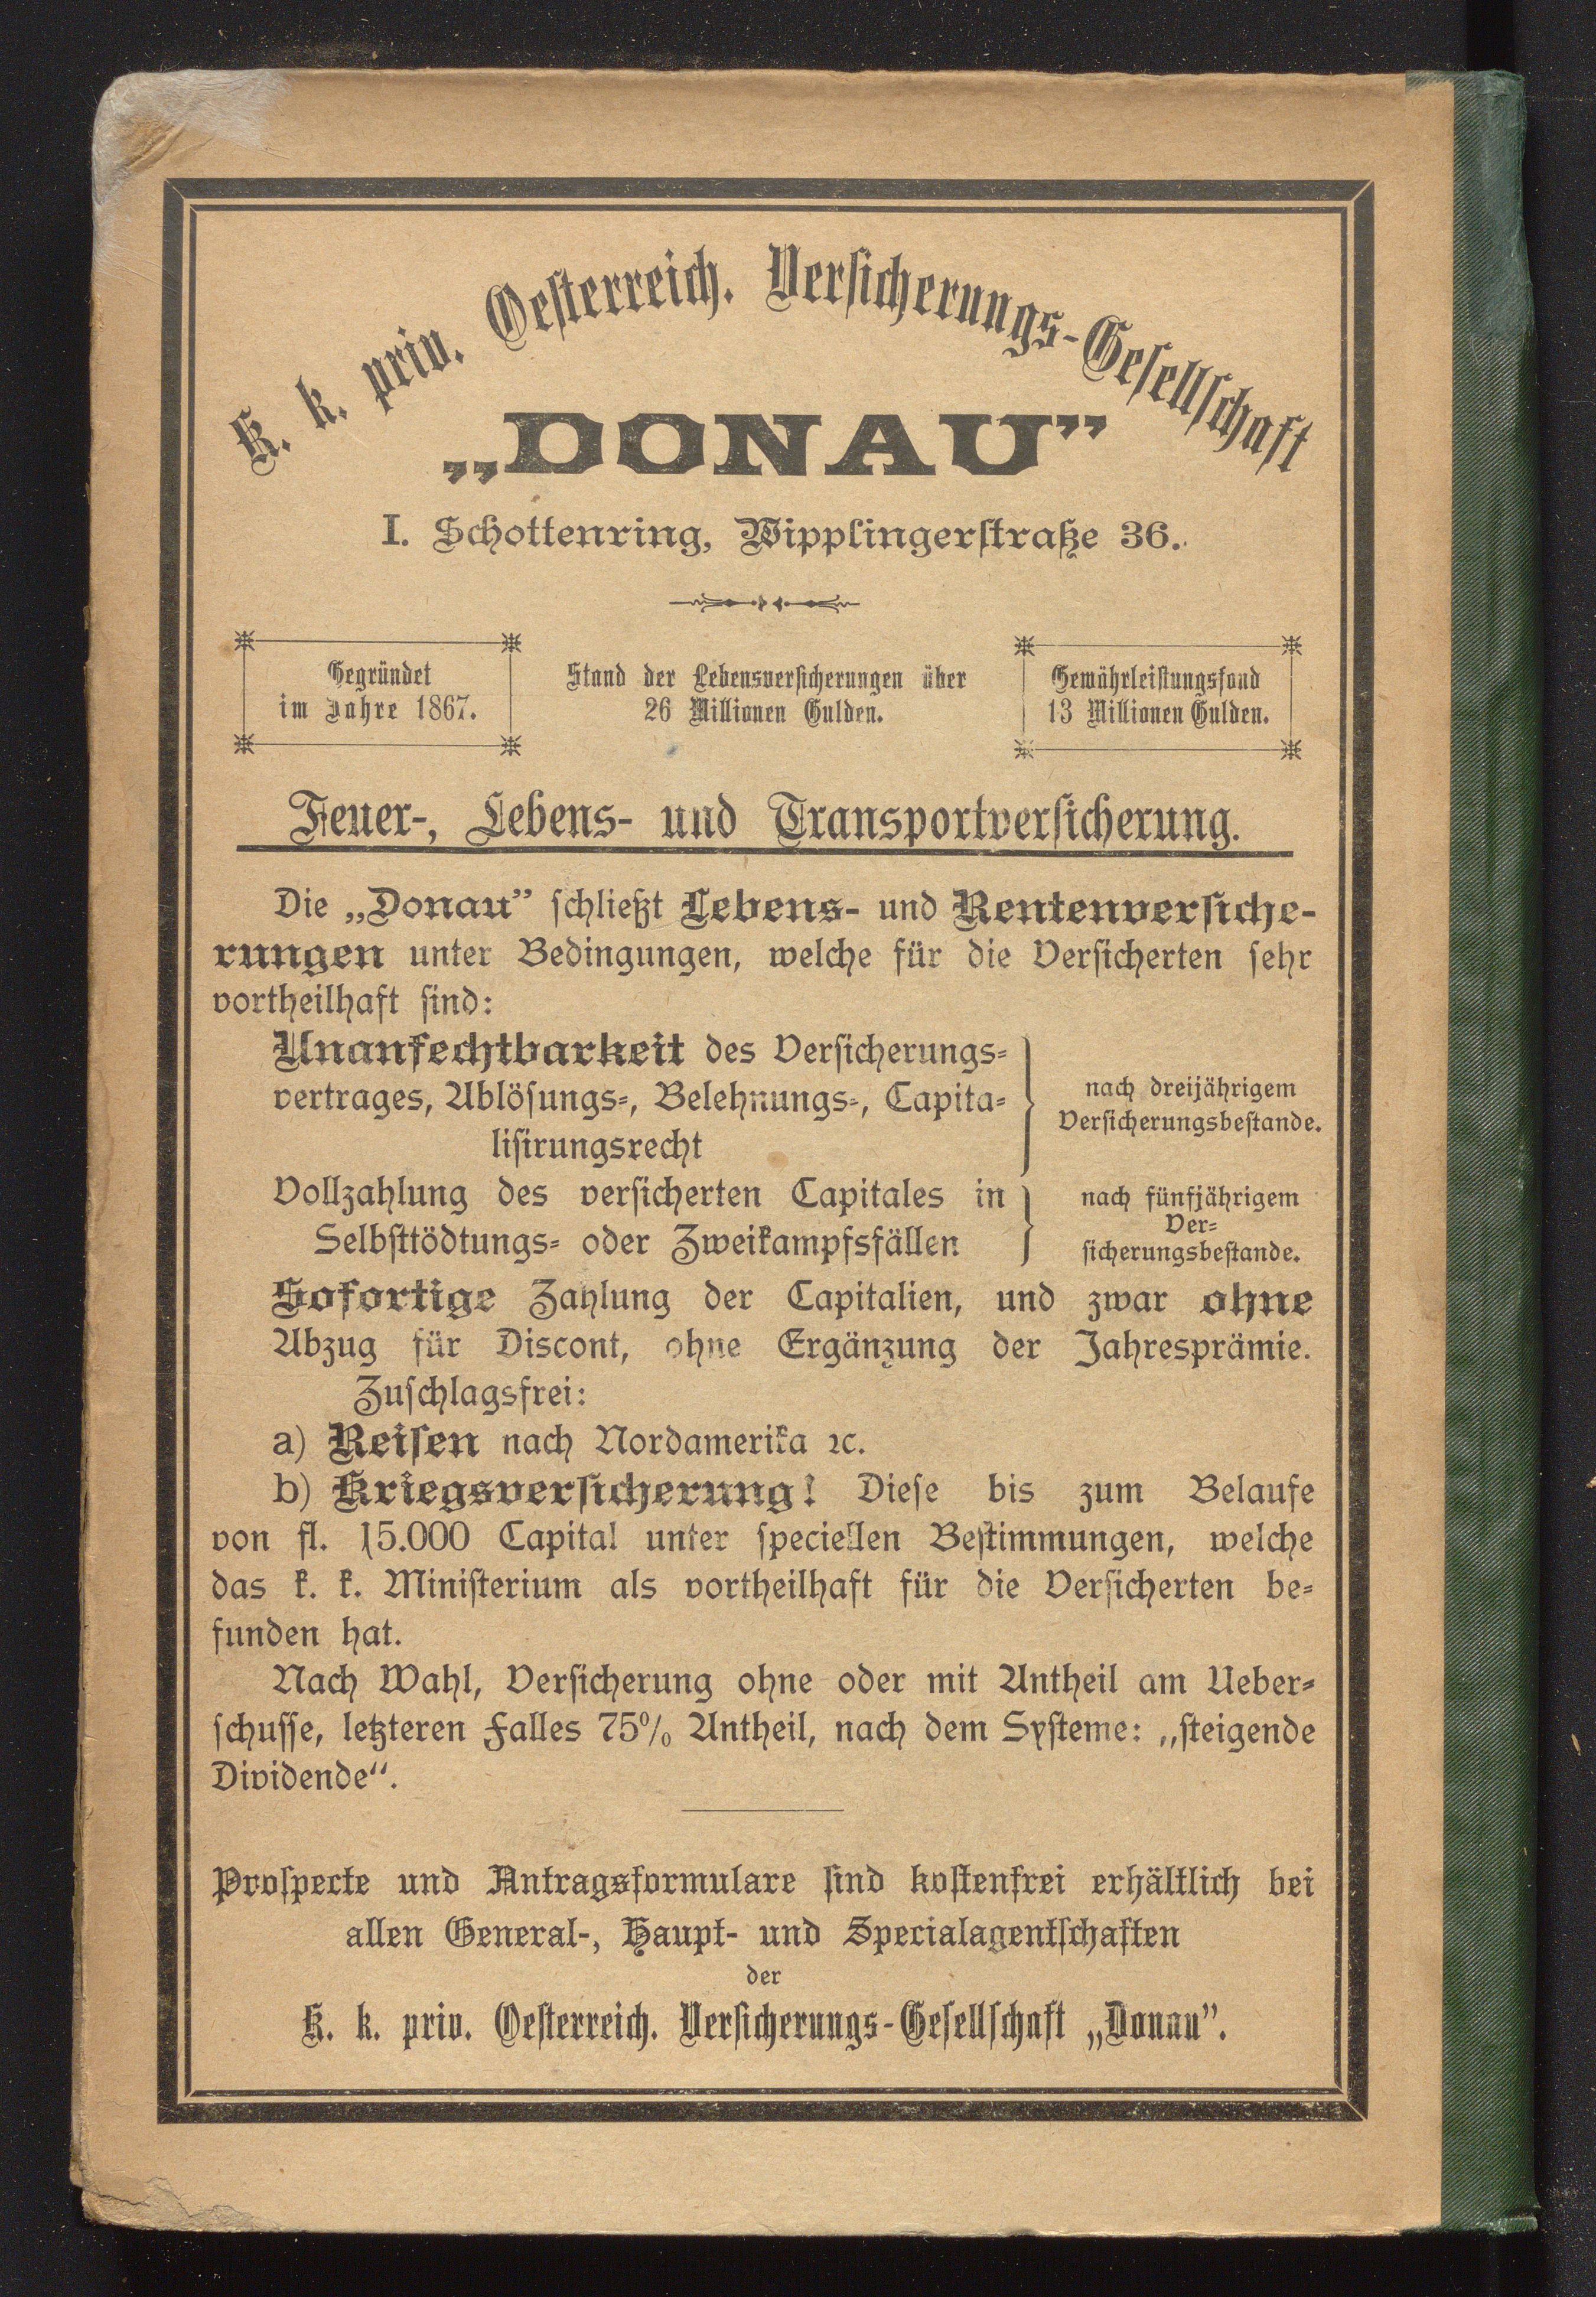 K. k. priv. Oesterreich. Versicherungs-Gesellschaft
„DONAU”
I. Schottenring, Wipplingerstraße 36.
Gegründet
im Jahre 1867.
Stand der Lebensversicherungen über
26 Millionen Gulden.
Gewährleistungsfond
13 Millionen Gulden.
Feuer-, Lebens- und Transportversicherung.
Die „Donau” schließt Lebens- und Rentenversiche-
rungen unter Bedingungen, welche für die Versicherten sehr
vortheilhaft sind:
Unanfechtbarkeit des Versicherungs-
vertrages, Ablösungs-, Belehnungs-, Capita-
lisirungsrecht
nach dreijährigem
Versicherungsbestande.
Vollzahlung des versicherten Capitales in
Selbsttödtungs- oder Zweikampfsfällen
nach fünfjährigem
Ver-
sicherungsbestande.
Sofortige Zahlung der Capitalien, und zwar ohne
Abzug für Discont, ohne Ergänzung der Jahresprämie.
Zuschlagsfrei:
a) Reisen nach Nordamerika ꝛc.
b) Kriegsversicherung! Diese bis zum Belaufe
von fl. 15.000 Capital unter speciellen Bestimmungen, welche
das k. k. Ministerium als vortheilhaft für die Versicherten be-
funden hat.
Nach Wahl, Versicherung ohne oder mit Antheil am Ueber-
schusse, letzteren Falles 75% Antheil, nach dem Systeme: „steigende
Dividende“.
Prospecte und Antragsformulare sind kostenfrei erhältlich bei
allen General-, Haupt- und Specialagentschaften
der
K. k. priv. Oesterreich. Versicherungs-Gesellschaft „Donau”.